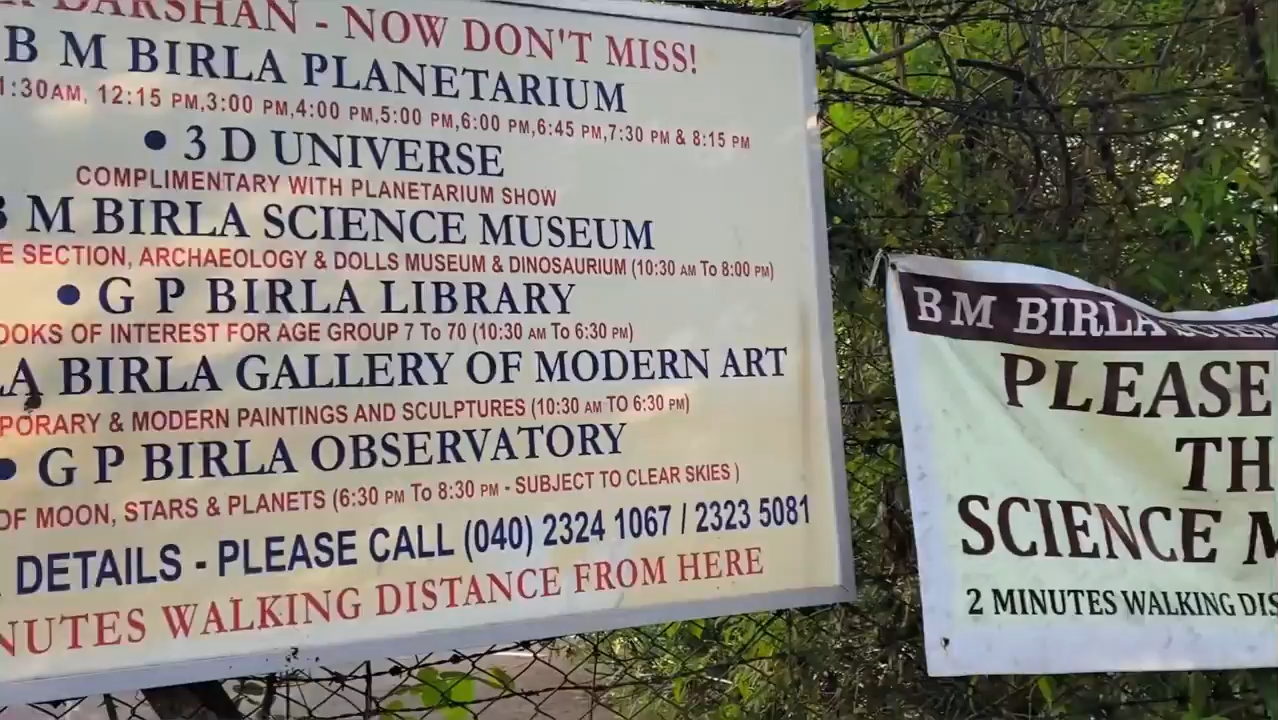 DARSHAN - NOW DON'T MISS!
B M BIRLA PLANETARIUM
1:30AM, 12:15 PM,3:00 PM,4:00 PM,5:00 PM,6:00 PM,6:45 PM,7:30 PM & 8:15 PM
• 3 D UNIVERSE
COMPLIMENTARY WITH PLANETARIUM SHOW
B M BIRLA SCIENCE MUSEUM
E SECTION, ARCHAEOLOGY & DOLLS MUSEUM & DINOSAURIUM (10:30 AM To 8:00 PM)
• G P BIRLA LIBRARY
OOKS OF INTEREST FOR AGE GROUP 7 To 70 (10:30 AM To 6:30 PM)
LA BIRLA GALLERY OF MODERN ART
PORARY & MODERN PAINTINGS AND SCULPTURES (10:30 AM TO 6:30 PM)
• G P BIRLA OBSERVATORY
OF MOON, STARS & PLANETS (6:30 PM To 8:30 PM - SUBJECT TO CLEAR SKIES )
DETAILS - PLEASE CALL (040) 2324 1067 / 2323 5081
NUTES WALKING DISTANCE FROM HERE
B M BIRLA SCIEN
PLEASE
TH
SCIENCE M
2 MINUTES WALKING DIS